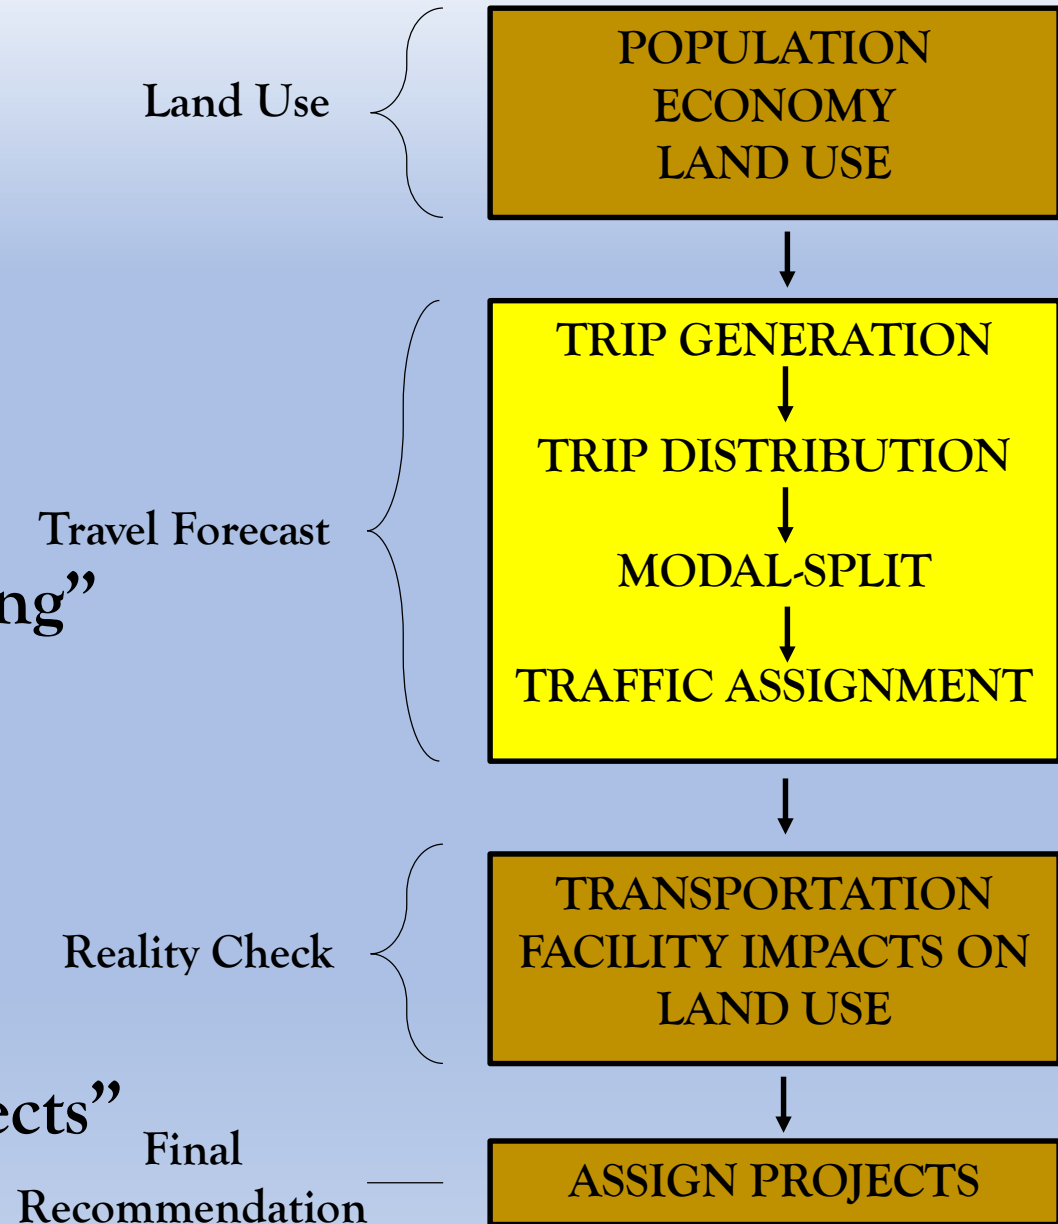 Land Use
POPULATION
ECONOMY
LAND USE
TRIP GENERATION
TRIP DISTRIBUTION
Travel Forecast
MODAL-SPLIT
ng”
TRAFFIC ASSIGNMENT
TRANSPORTATION
FACILITY IMPACTS ON
LAND USE
Reality Check
ects”
Final
Recommendation
ASSIGN PROJECTS